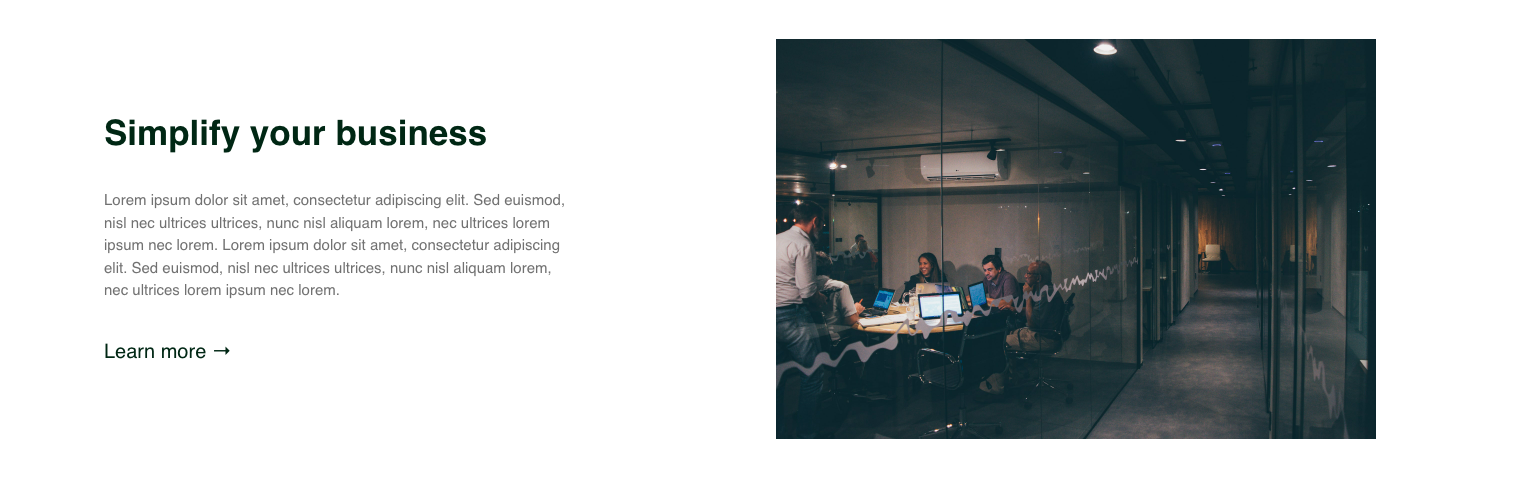 Simplify your business
Lorem ipsum dolor sit amet, consectetur adipiscing elit. Sed euismod,
nisl nec ultrices ultrices, nunc nisl aliquam lorem, nec ultrices lorem
ipsum nec lorem. Lorem ipsum dolor sit amet, consectetur adipiscing
elit. Sed euismod, nisl nec ultrices ultrices, nunc nisl aliquam lorem,
nec ultrices lorem ipsum nec lorem.
Learn more →